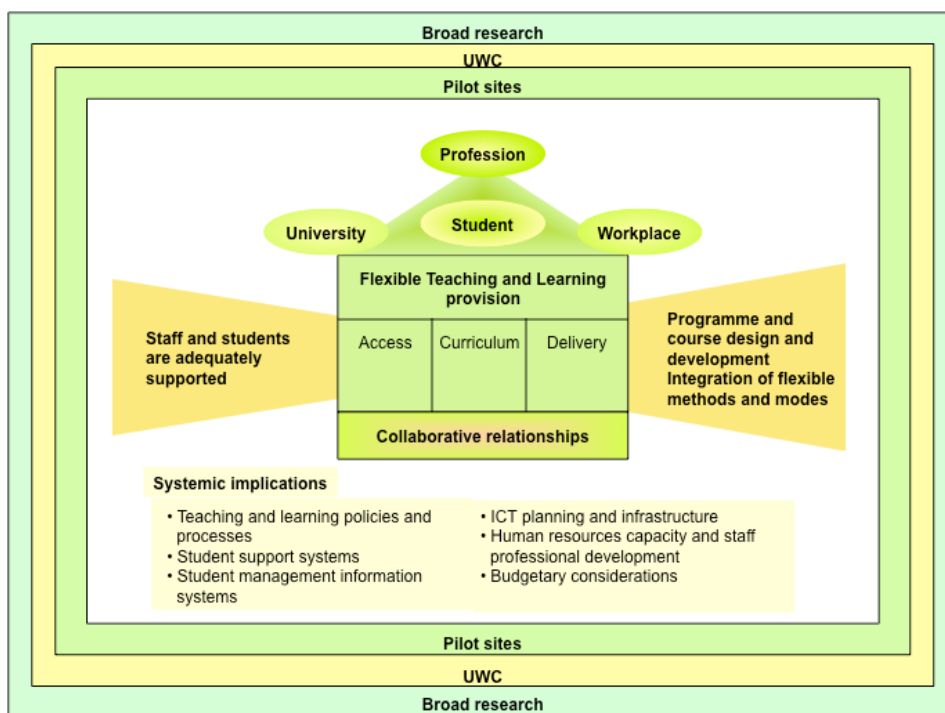 Broad research
UWC
Pilot sites
Profession
Student
University
Workplace
Flexible Teaching and Learning
provision
Access
Curriculum
Delivery
Collaborative relationships
Staff and students
are adequately
supported
Programme and
course design and
development
Integration of flexible
methods and modes
Systemic implications
• Teaching and learning policies and
processes
• Student support systems
• Student management information
systems
• ICT planning and infrastructure
• Human resources capacity and staff
professional development
• Budgetary considerations
Pilot sites
UWC
Broad research